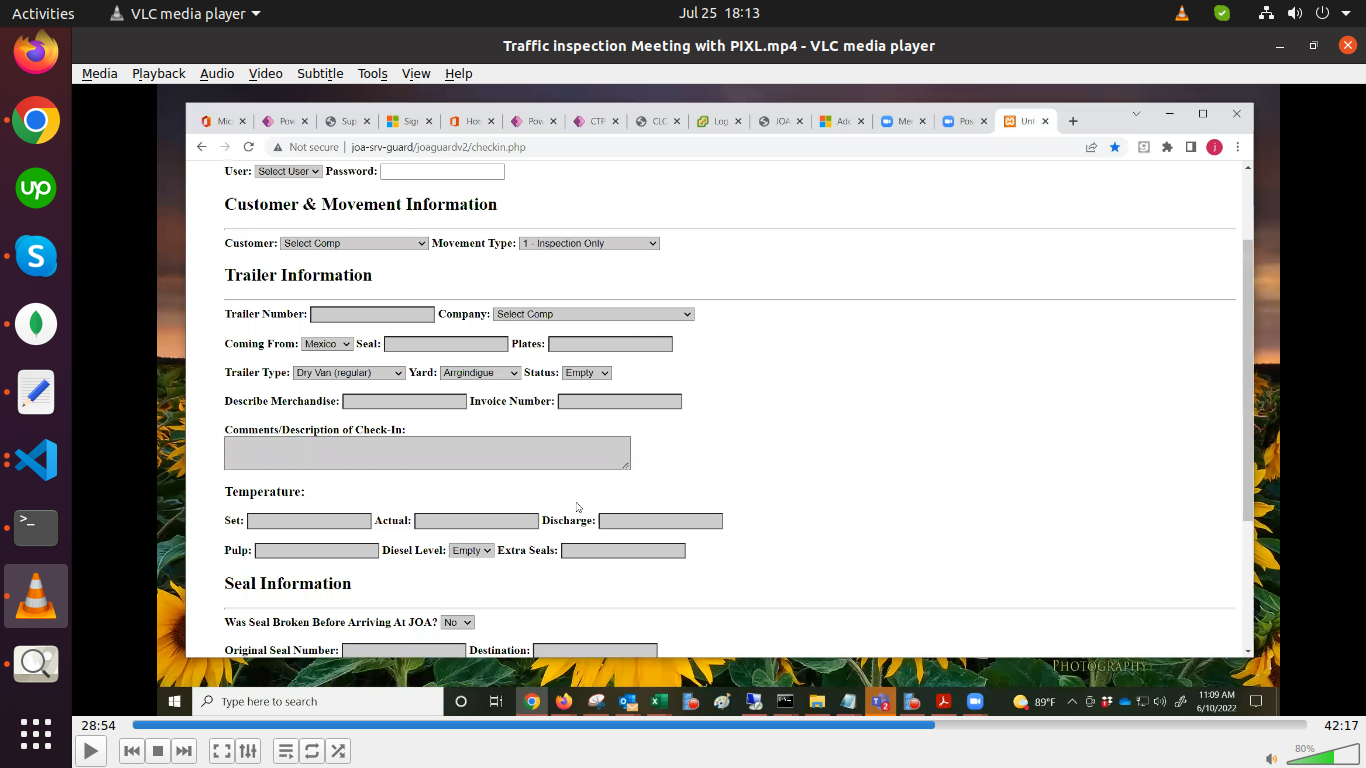 Activities VLC media player Jul 25 18:13
Traffic inspection Meeting with PIXL.mp4 - VLC media player
Media Playback Audio Video Subtitle Tools View Help
Mic Pow Sup Sign Hor Pow CTF CLC Log JOA Add Mee Pos Uni
Not secure joa-srv-guard/joaguardv2/checkin.php j
User: Select User Password:
Customer & Movement Information
Customer: Select Comp Movement Type: 1 - Inspection Only
Trailer Information
Trailer Number: Company: Select Comp
Coming From: Mexico Seal: Plates:
Trailer Type: Dry Van (regular) Yard: Arrgindigue Status: Empty
Describe Merchandise: Invoice Number:
Comments/Description of Check-In:
Temperature:
Set: Actual: Discharge:
Pulp: Diesel Level: Empty Extra Seals:
Seal Information
Was Seal Broken Before Arriving At JOA? No
Original Seal Number: Destination:
PHOTOGRAPHY
Type here to search 89°F 11:09 AM
6/10/2022
28:54 42:17
80%